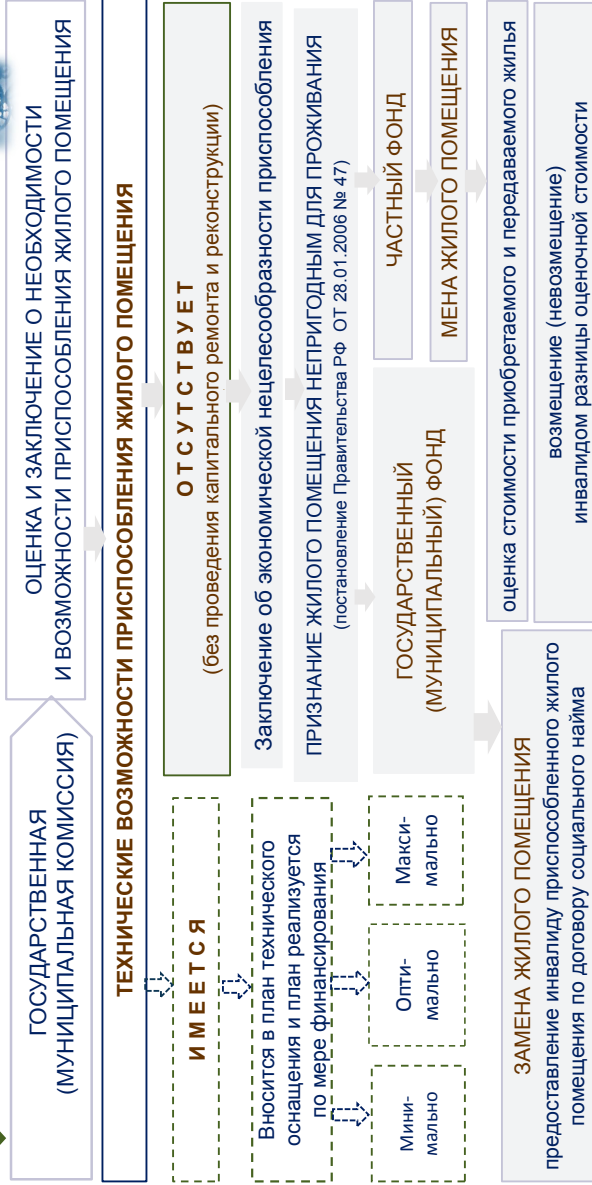 ГОСУДАРСТВЕННАЯ
(МУНИЦИПАЛЬНАЯ КОМИССИЯ)
ОЦЕНКА И ЗАКЛЮЧЕНИЕ О НЕОБХОДИМОСТИ
И ВОЗМОЖНОСТИ ПРИСПОСОБЛЕНИЯ ЖИЛОГО ПОМЕЩЕНИЯ
ТЕХНИЧЕСКИЕ ВОЗМОЖНОСТИ ПРИСПОСОБЛЕНИЯ ЖИЛОГО ПОМЕЩЕНИЯ
ИМЕЕТСЯ
Вносится в план технического
оснащения и план реализуется
по мере финансирования
Мини-
мально
Опти-
мально
Макси-
мально
ОТСУТСТВУЕТ
(без проведения капитального ремонта и реконструкции)
Заключение об экономической нецелесообразности приспособления
ПРИЗНАНИЕ ЖИЛОГО ПОМЕЩЕНИЯ НЕПРИГОДНЫМ ДЛЯ ПРОЖИВАНИЯ
(постановление Правительства РФ ОТ 28.01.2006 № 47)
ГОСУДАРСТВЕННЫЙ
(МУНИЦИПАЛЬНЫЙ) ФОНД
ЧАСТНЫЙ ФОНД
МЕНА ЖИЛОГО ПОМЕЩЕНИЯ
ЗАМЕНА ЖИЛОГО ПОМЕЩЕНИЯ
предоставление инвалиду приспособленного жилого
помещения по договору социального найма
оценка стоимости приобретаемого и передаваемого жилья
возмещение (невозмещение)
инвалидом разницы оценочной стоимости